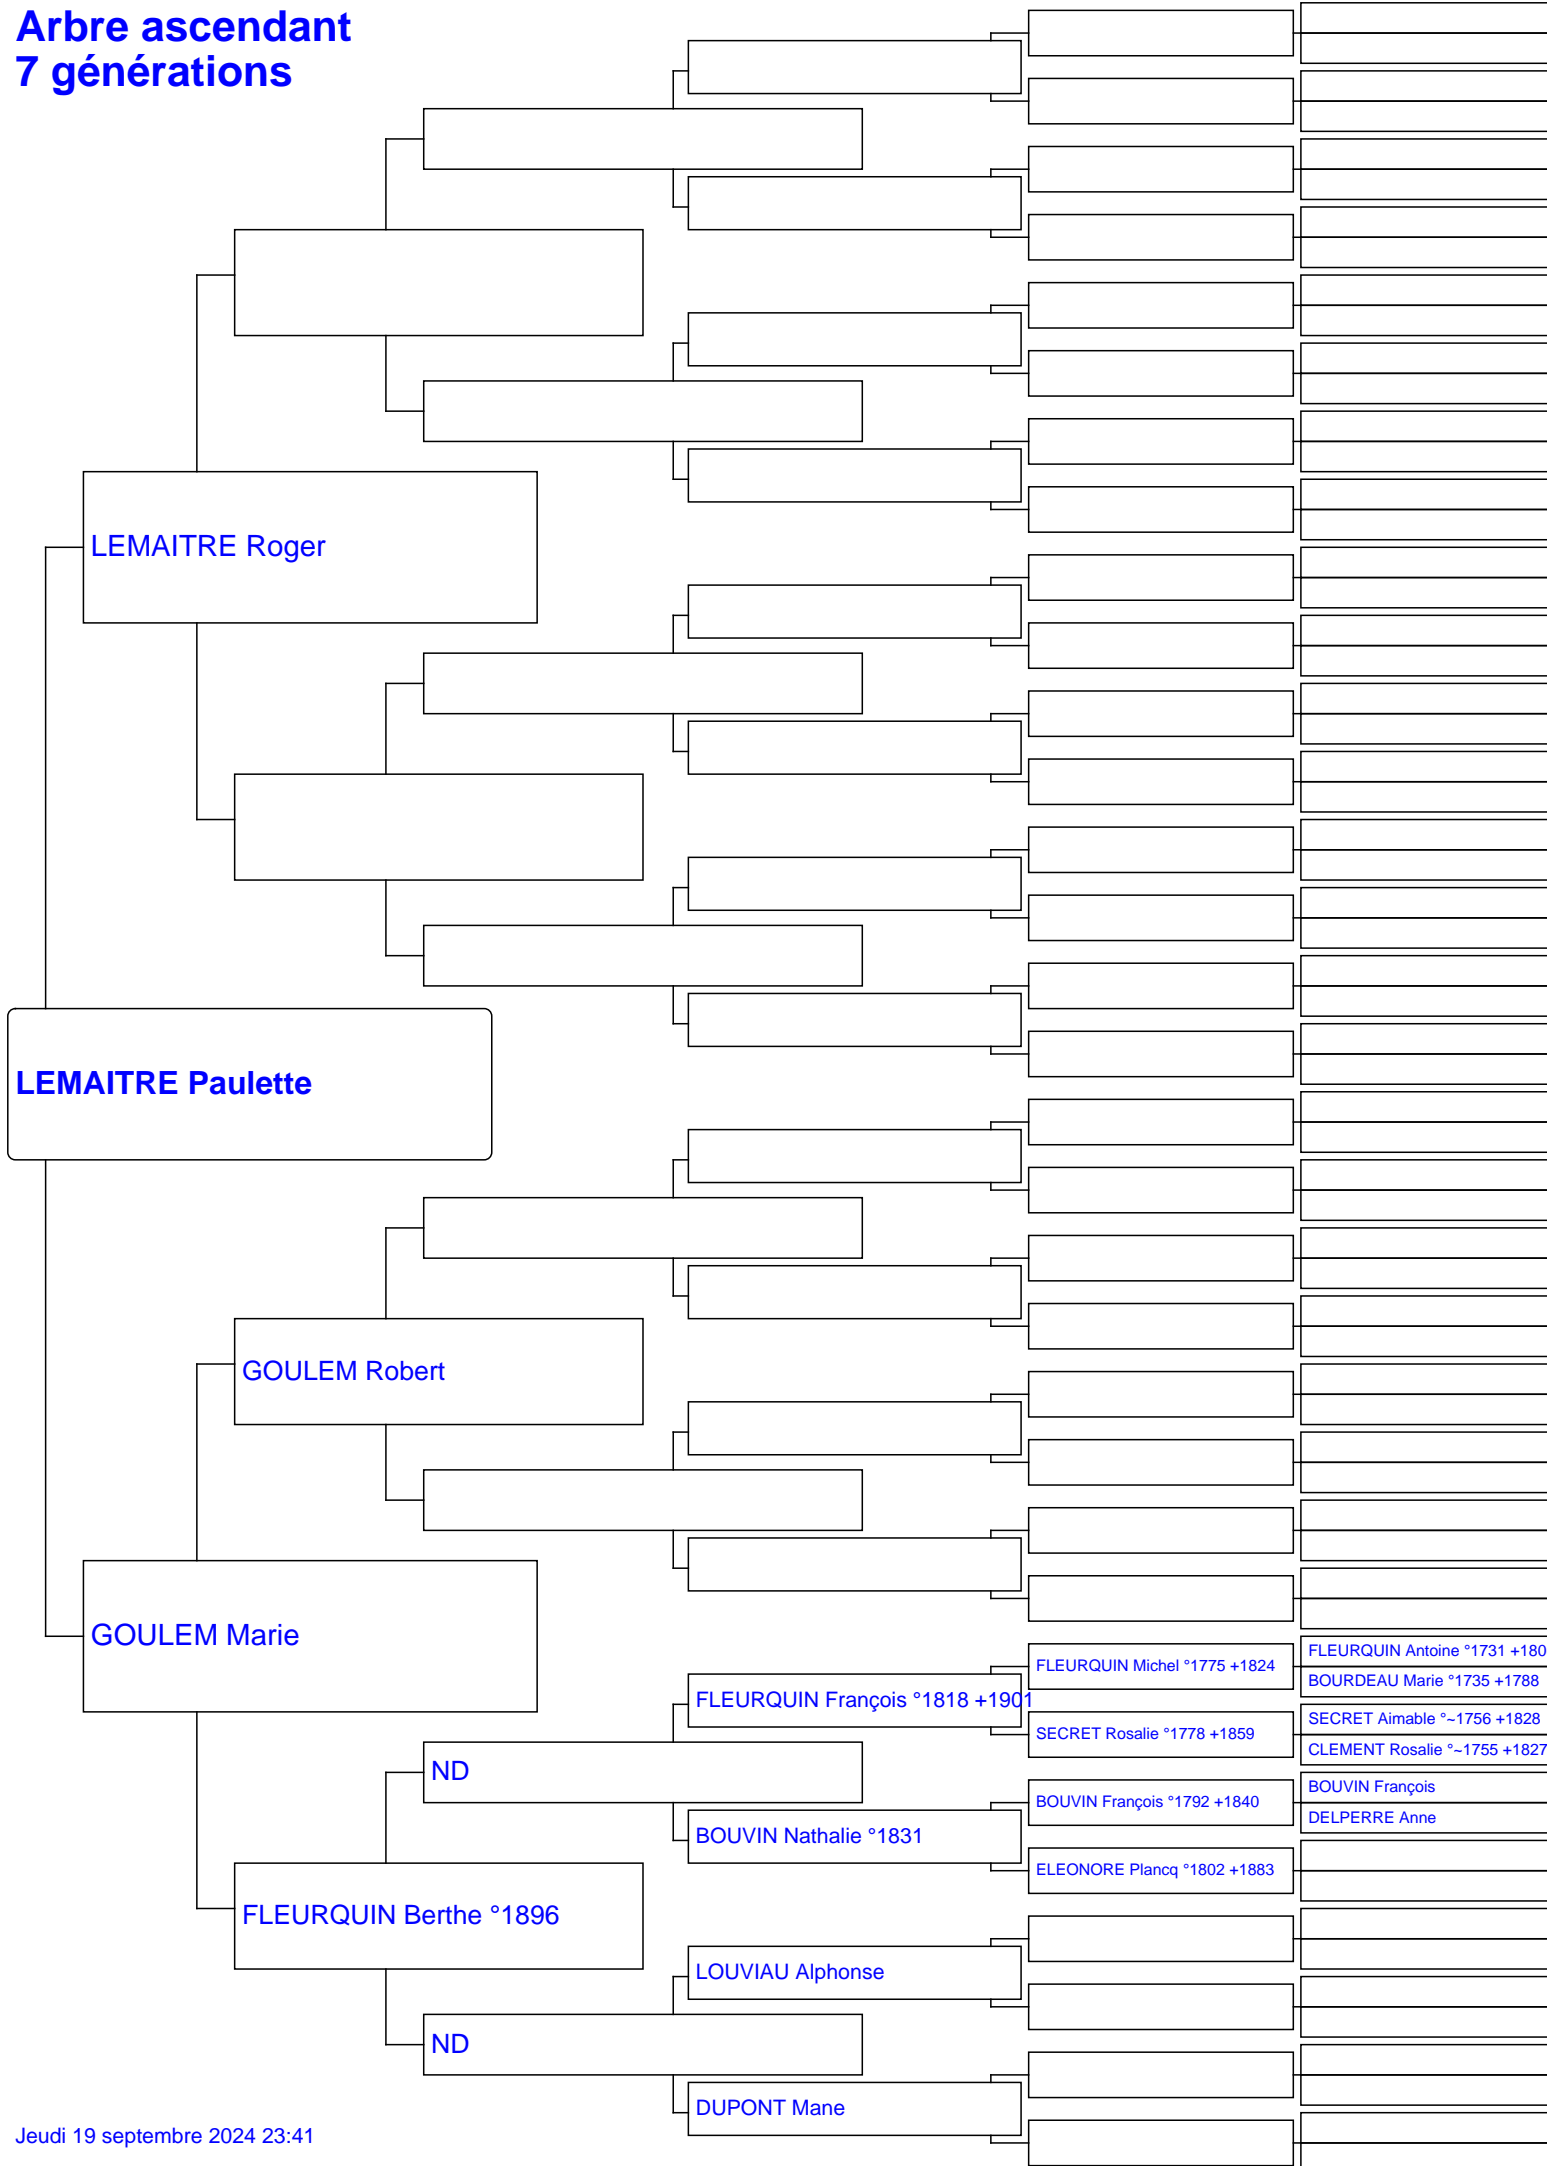 Arbre ascendant
7 générations
LEMAITRE Roger
LEMAITRE Paulette
GOULEM Robert
GOULEM Marie
FLEURQUIN Antoine °1731 +180
FLEURQUIN Michel °1775 +1824
BOURDEAU Marie °1735 +1788
FLEURQUIN François °1818 +1901
SECRET Aimable °~1756 +1828
SECRET Rosalie °1778 +1859
CLEMENT Rosalie °~1755 +1827
ND
BOUVIN François
BOUVIN François °1792 +1840
DELPERRE Anne
BOUVIN Nathalie °1831
ELEONORE Plancq °1802 +1883
FLEURQUIN Berthe °1896
LOUVIAU Alphonse
ND
DUPONT Mane
Jeudi 19 septembre 2024 23:41